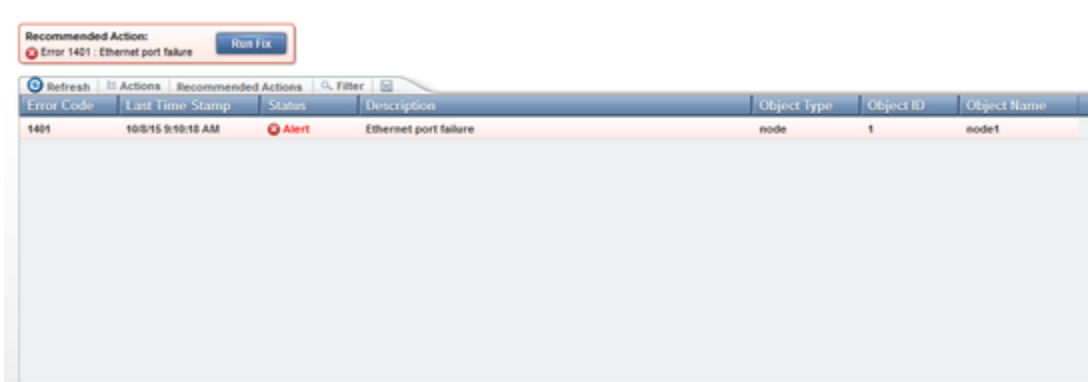 Recommended Action:
Error 1401 : Ethernet port failure
Run Fix
Refresh Actions Recommended Actions Filter
Error Code Last Time Stamp Status Description Object Type Object ID Object Name
1401 10/8/15 9:10:18 AM Alert Ethernet port failure node 1 node1